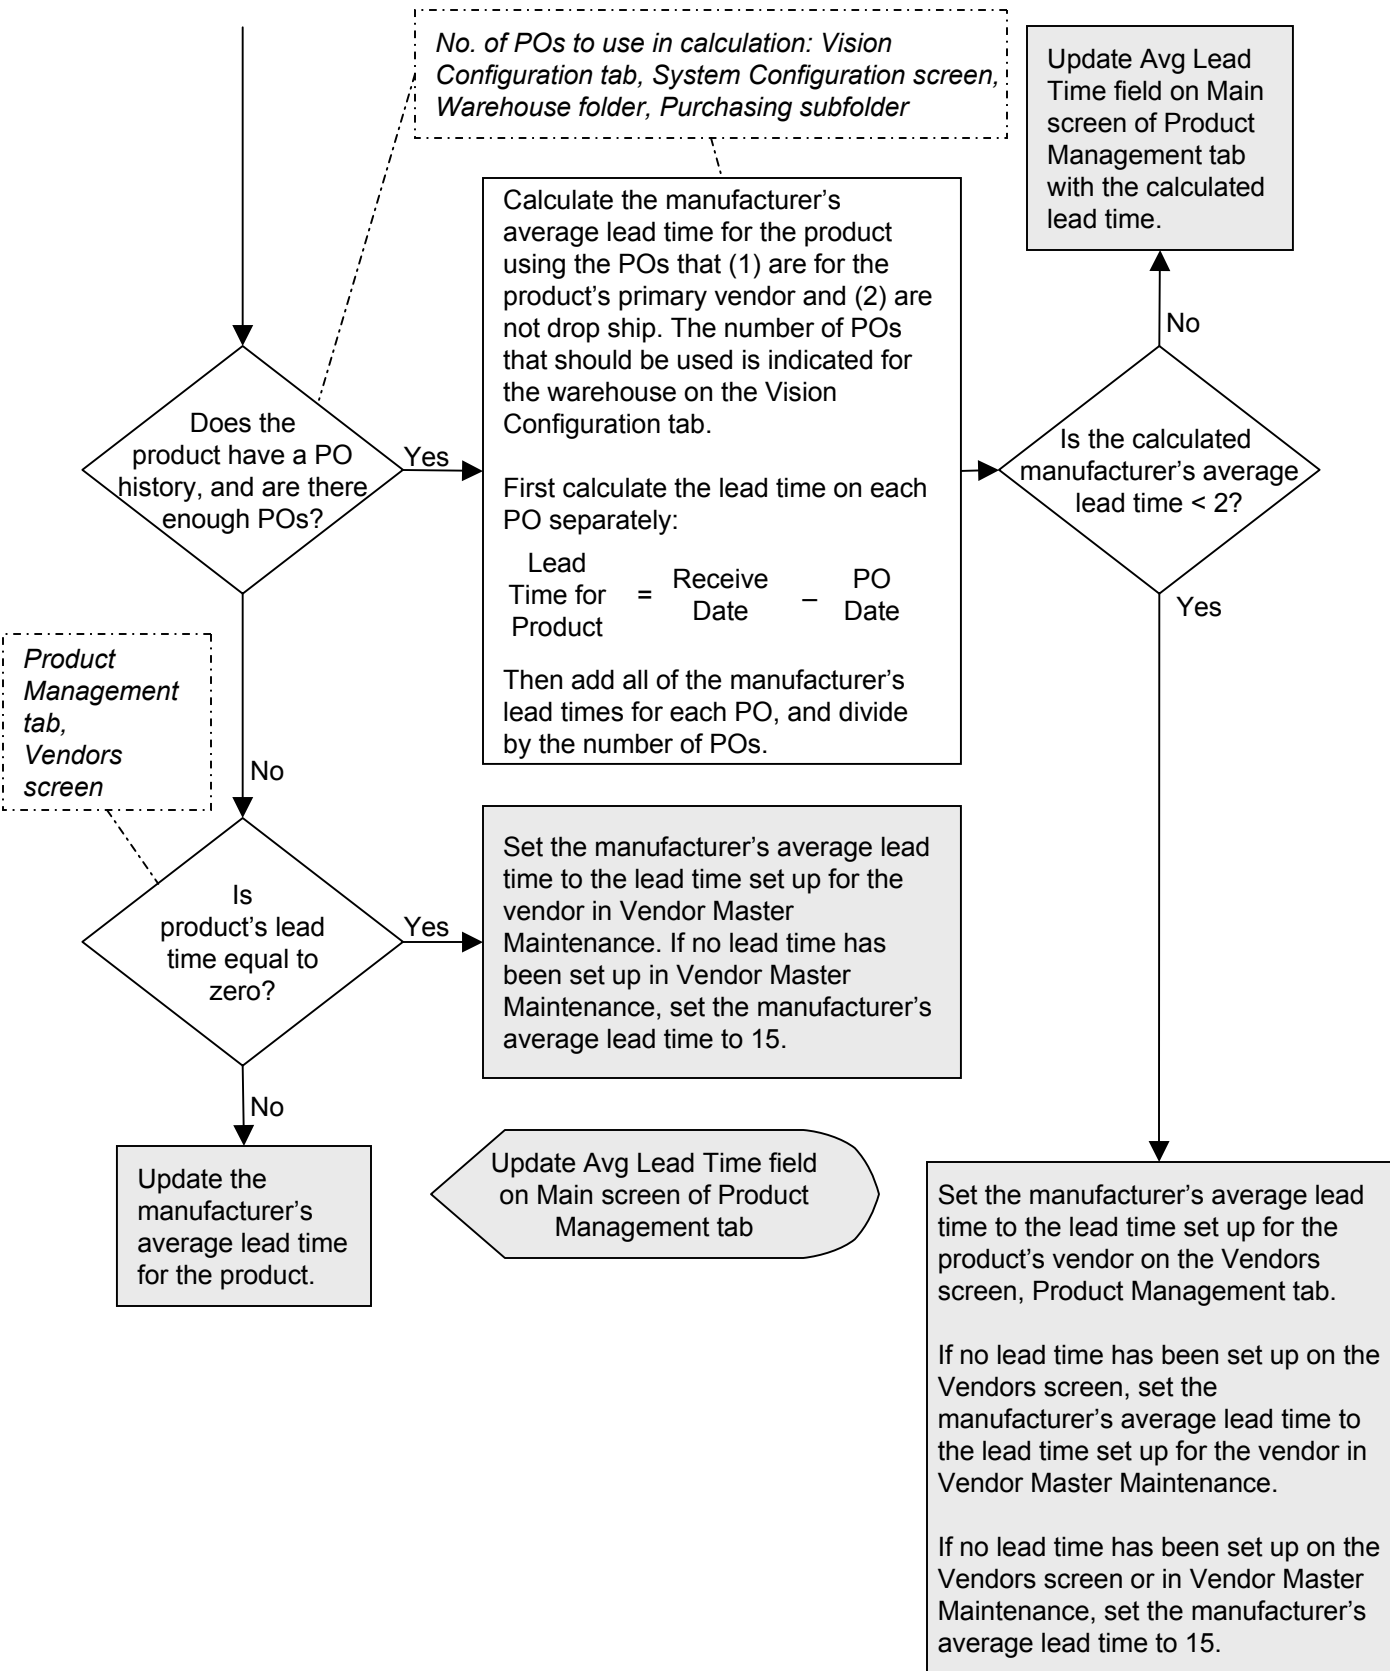 No. of POs to use in calculation: Vision
Configuration tab, System Configuration screen,
Warehouse folder, Purchasing subfolder
Update Avg Lead
Time field on Main
screen of Product
Management tab
with the calculated
lead time.
Calculate the manufacturer’s
average lead time for the product
using the POs that (1) are for the
product’s primary vendor and (2) are
not drop ship. The number of POs
that should be used is indicated for
the warehouse on the Vision
Configuration tab.
First calculate the lead time on each
PO separately:
Lead
Time for
Product
=
Receive
Date
–
PO
Date
Then add all of the manufacturer’s
lead times for each PO, and divide
by the number of POs.
No
Does the
product have a PO
history, and are there
enough POs?
Yes
Is the calculated
manufacturer’s average
lead time < 2?
Yes
Product
Management
tab,
Vendors
screen
No
Is
product’s lead
time equal to
zero?
Yes
Set the manufacturer’s average lead
time to the lead time set up for the
vendor in Vendor Master
Maintenance. If no lead time has
been set up in Vendor Master
Maintenance, set the manufacturer’s
average lead time to 15.
No
Update the
manufacturer’s
average lead time
for the product.
Update Avg Lead Time field
on Main screen of Product
Management tab
Set the manufacturer’s average lead
time to the lead time set up for the
product’s vendor on the Vendors
screen, Product Management tab.
If no lead time has been set up on the
Vendors screen, set the
manufacturer’s average lead time to
the lead time set up for the vendor in
Vendor Master Maintenance.
If no lead time has been set up on the
Vendors screen or in Vendor Master
Maintenance, set the manufacturer’s
average lead time to 15.